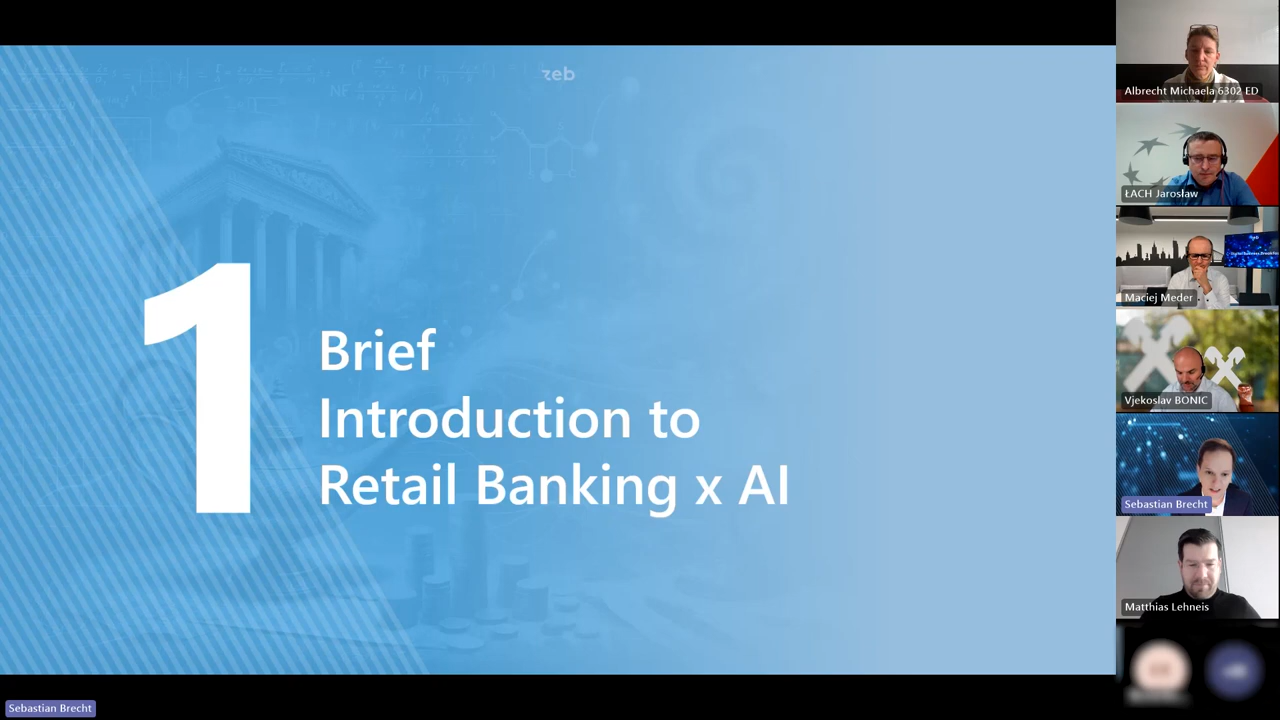 zeb
1
Brief
Introduction to
Retail Banking x AI
Albrecht Michaela 6302 ED
ŁACH Jarosław
Maciej Meder
Vjekoslav BONIC
Sebastian Brecht
Matthias Lehneis
Sebastian Brecht